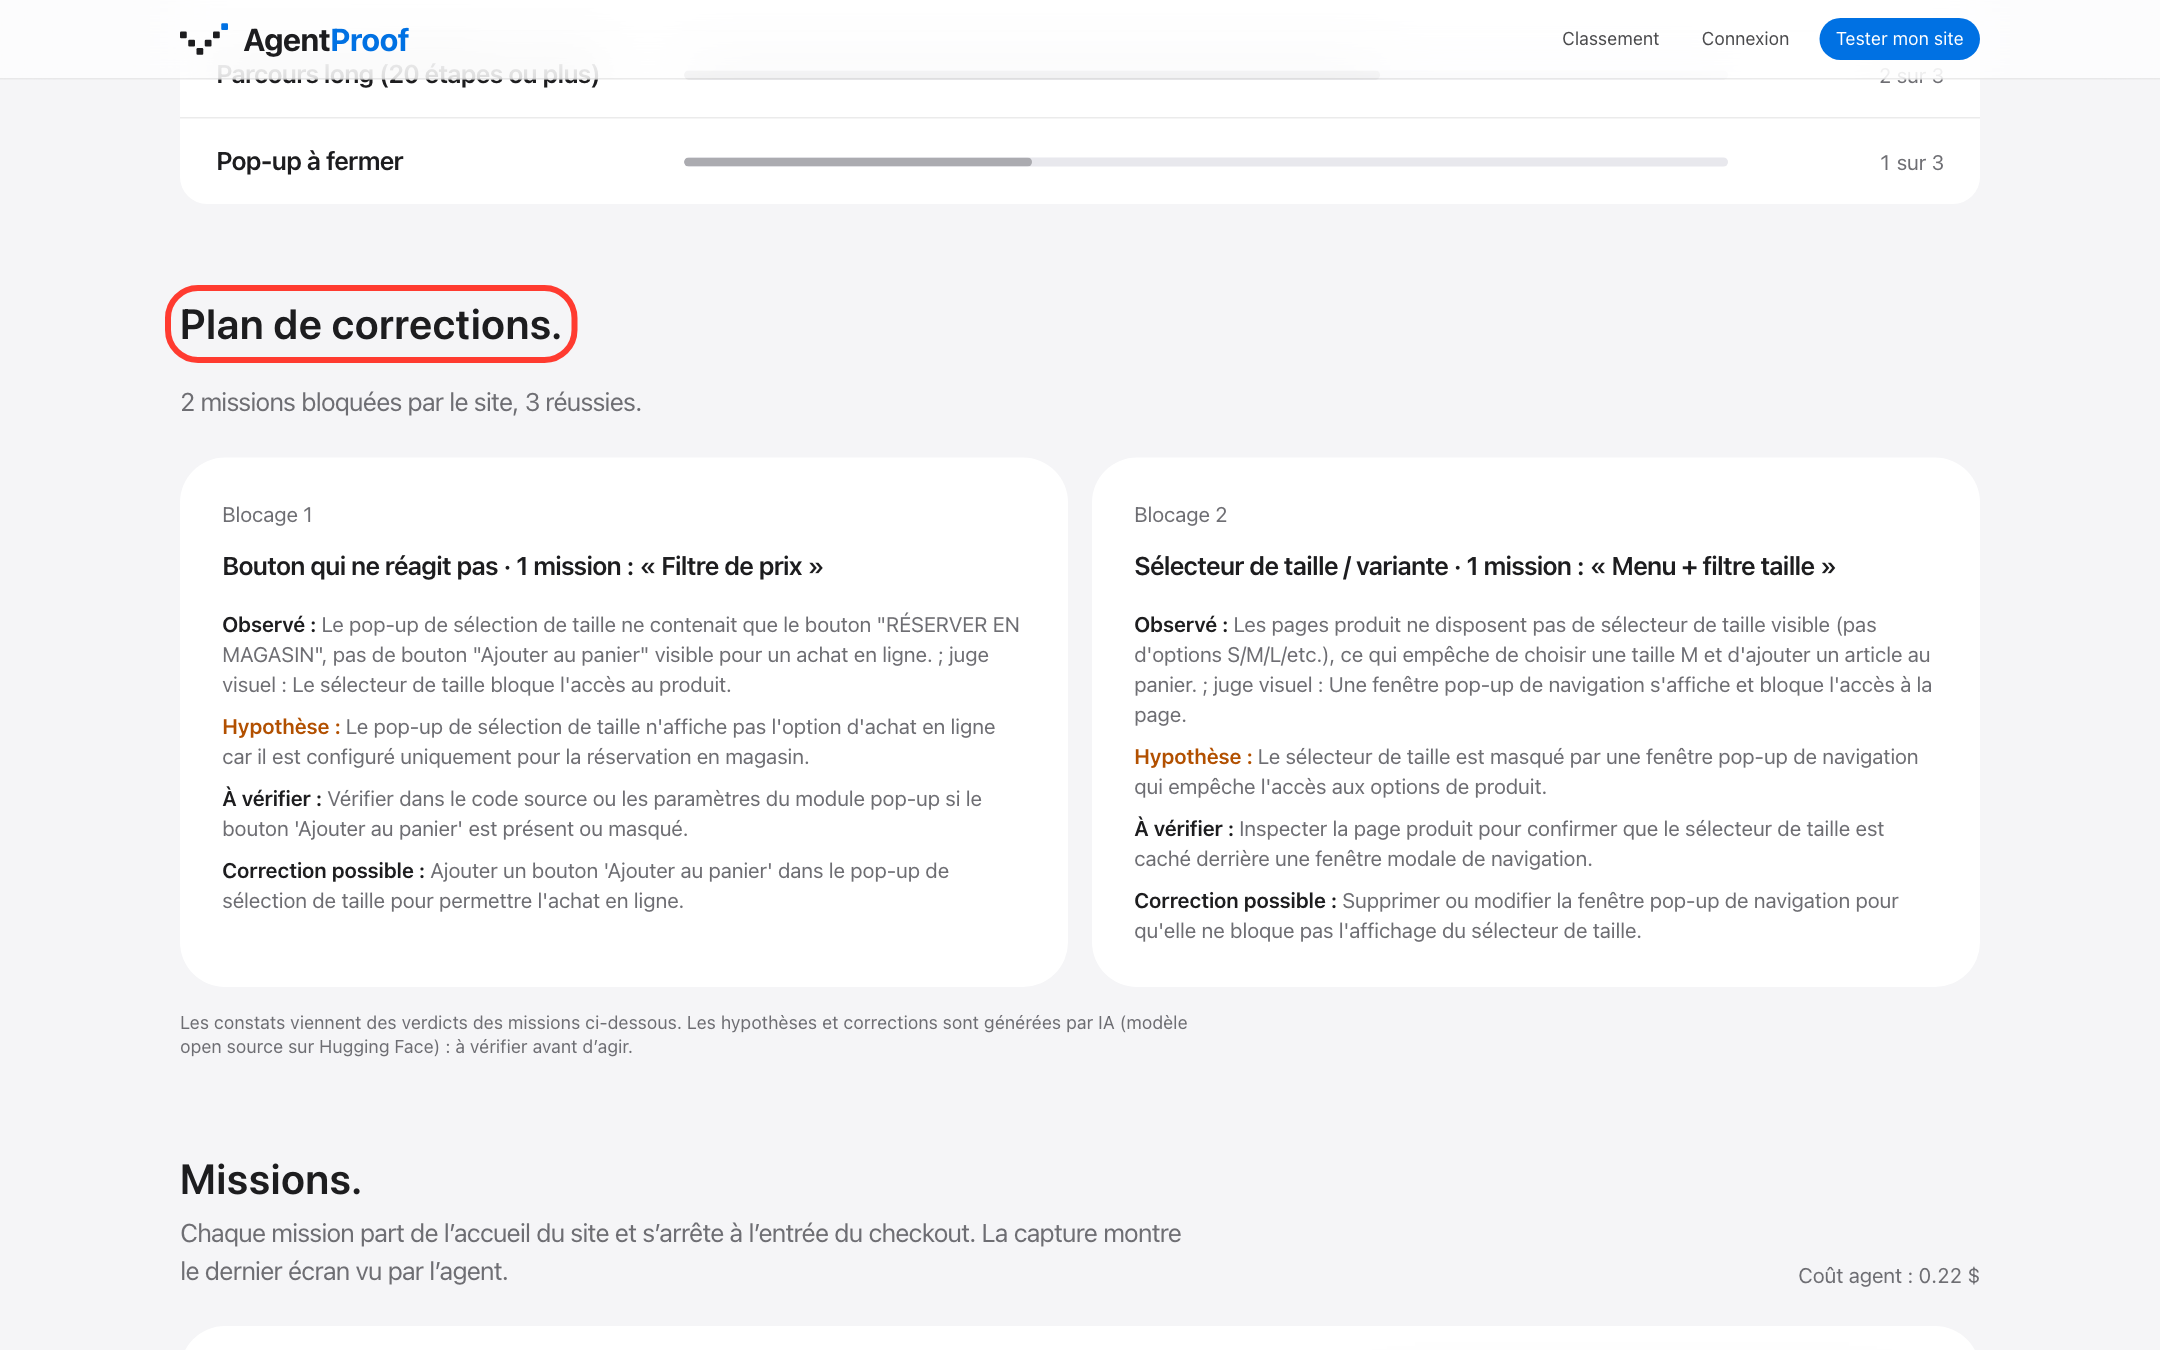 AgentProof
Classement
Connexion
Tester mon site
Parcours long (20 étapes ou plus)
2 sur 3
Pop-up à fermer
1 sur 3
Plan de corrections.
2 missions bloquées par le site, 3 réussies.
Blocage 1
Bouton qui ne réagit pas · 1 mission : « Filtre de prix »
Observé : Le pop-up de sélection de taille ne contenait que le bouton "RÉSERVER EN
MAGASIN", pas de bouton "Ajouter au panier" visible pour un achat en ligne. ; juge
visuel : Le sélecteur de taille bloque l'accès au produit.
Hypothèse : Le pop-up de sélection de taille n'affiche pas l'option d'achat en ligne
car il est configuré uniquement pour la réservation en magasin.
À vérifier : Vérifier dans le code source ou les paramètres du module pop-up si le
bouton 'Ajouter au panier' est présent ou masqué.
Correction possible : Ajouter un bouton 'Ajouter au panier' dans le pop-up de
sélection de taille pour permettre l'achat en ligne.
Blocage 2
Sélecteur de taille / variante · 1 mission : « Menu + filtre taille »
Observé : Les pages produit ne disposent pas de sélecteur de taille visible (pas
d'options S/M/L/etc.), ce qui empêche de choisir une taille M et d'ajouter un article au
panier. ; juge visuel : Une fenêtre pop-up de navigation s'affiche et bloque l'accès à la
page.
Hypothèse : Le sélecteur de taille est masqué par une fenêtre pop-up de navigation
qui empêche l'accès aux options de produit.
À vérifier : Inspecter la page produit pour confirmer que le sélecteur de taille est
caché derrière une fenêtre modale de navigation.
Correction possible : Supprimer ou modifier la fenêtre pop-up de navigation pour
qu'elle ne bloque pas l'affichage du sélecteur de taille.
Les constats viennent des verdicts des missions ci-dessous. Les hypothèses et corrections sont générées par IA (modèle
open source sur Hugging Face) : à vérifier avant d’agir.
Missions.
Chaque mission part de l’accueil du site et s’arrête à l’entrée du checkout. La capture montre
le dernier écran vu par l’agent.
Coût agent : 0.22 $